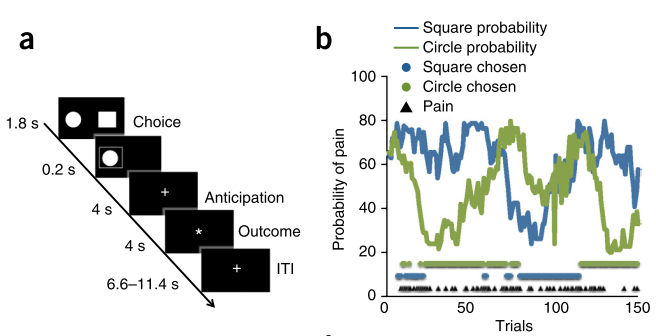 a
1.8 s
Choice
0.2 s
4 s
Anticipation
4 s
*
Outcome
6.6–11.4 s
ITI
b
Square probability
Circle probability
Square chosen
Circle chosen
Pain
Probability of pain
100
80
60
40
20
0
0
50
100
150
Trials